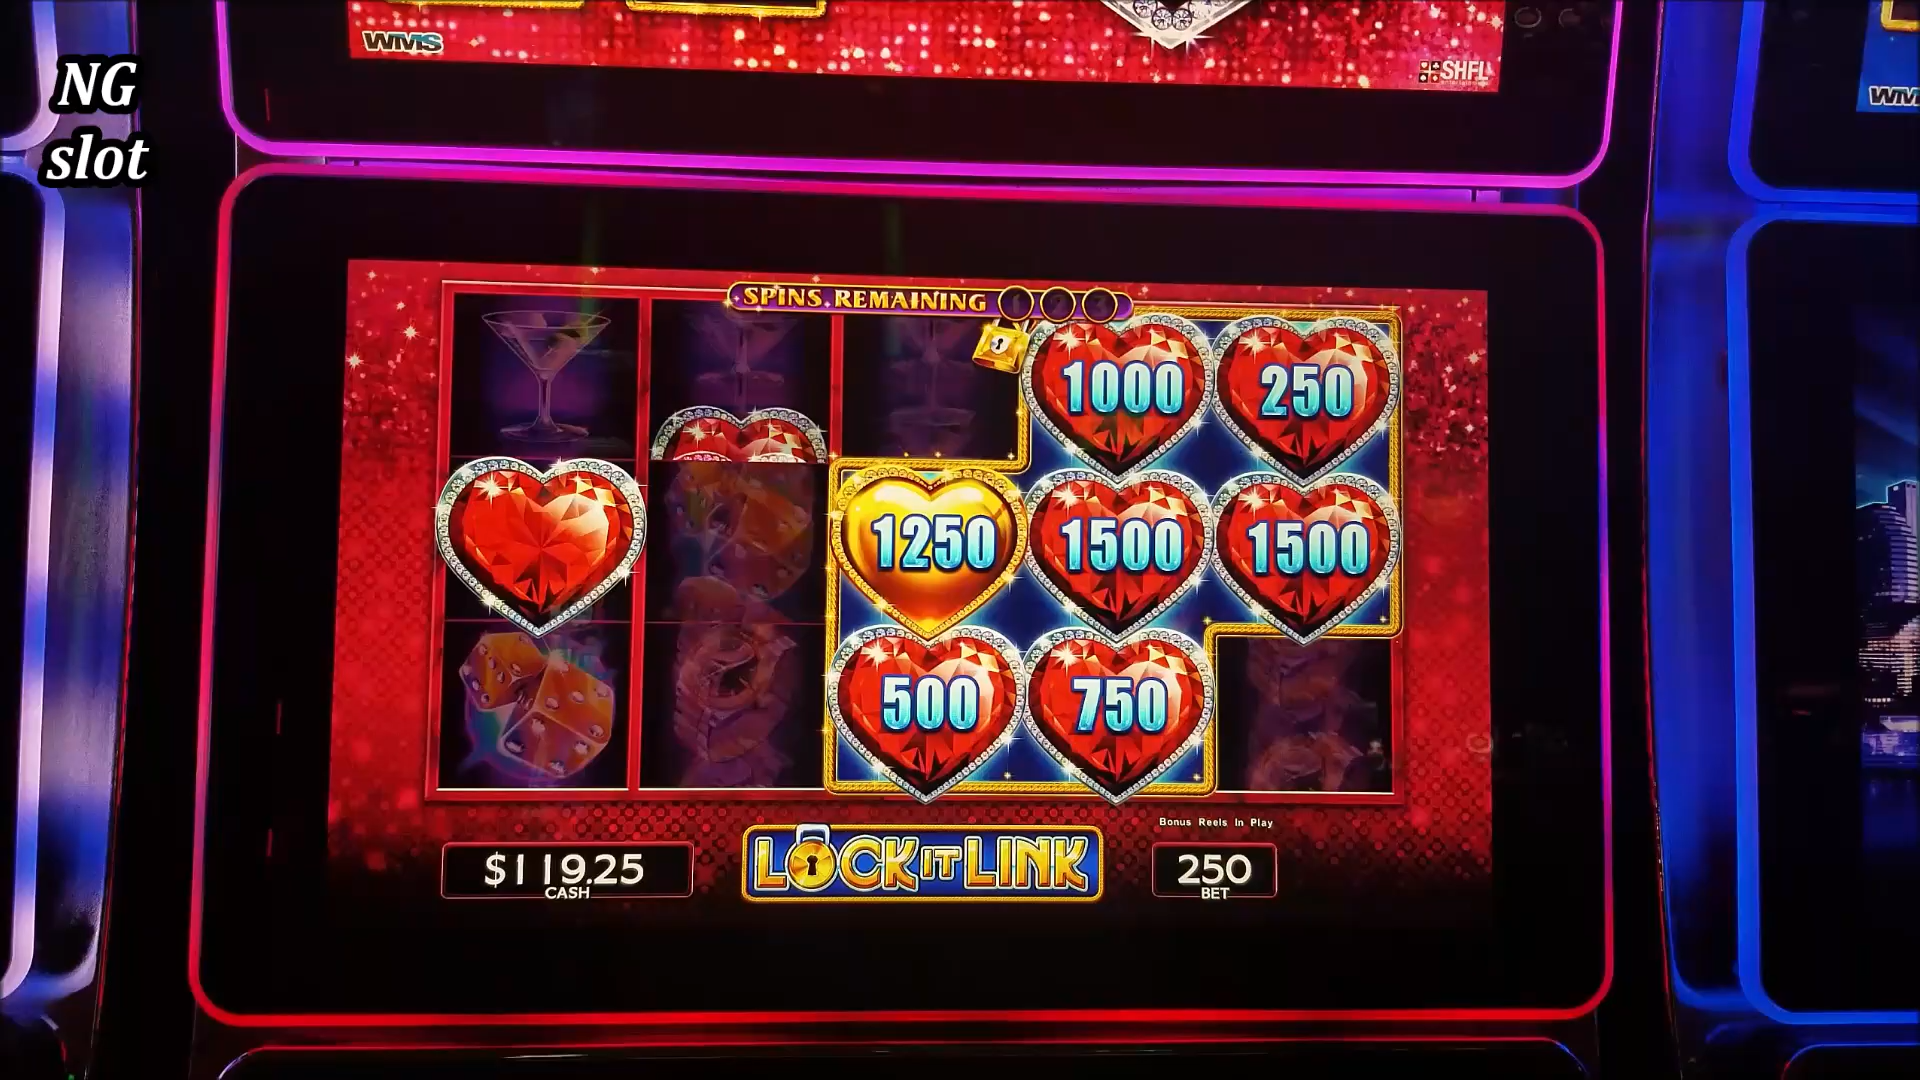 NG
slot
WMS
SHFL
WM
SPINS REMAINING 1 2 3
1000
250
1250
1500
1500
500
750
Bonus Reels In Play
$119.25
CASH
LOCK IT LINK
250
BET